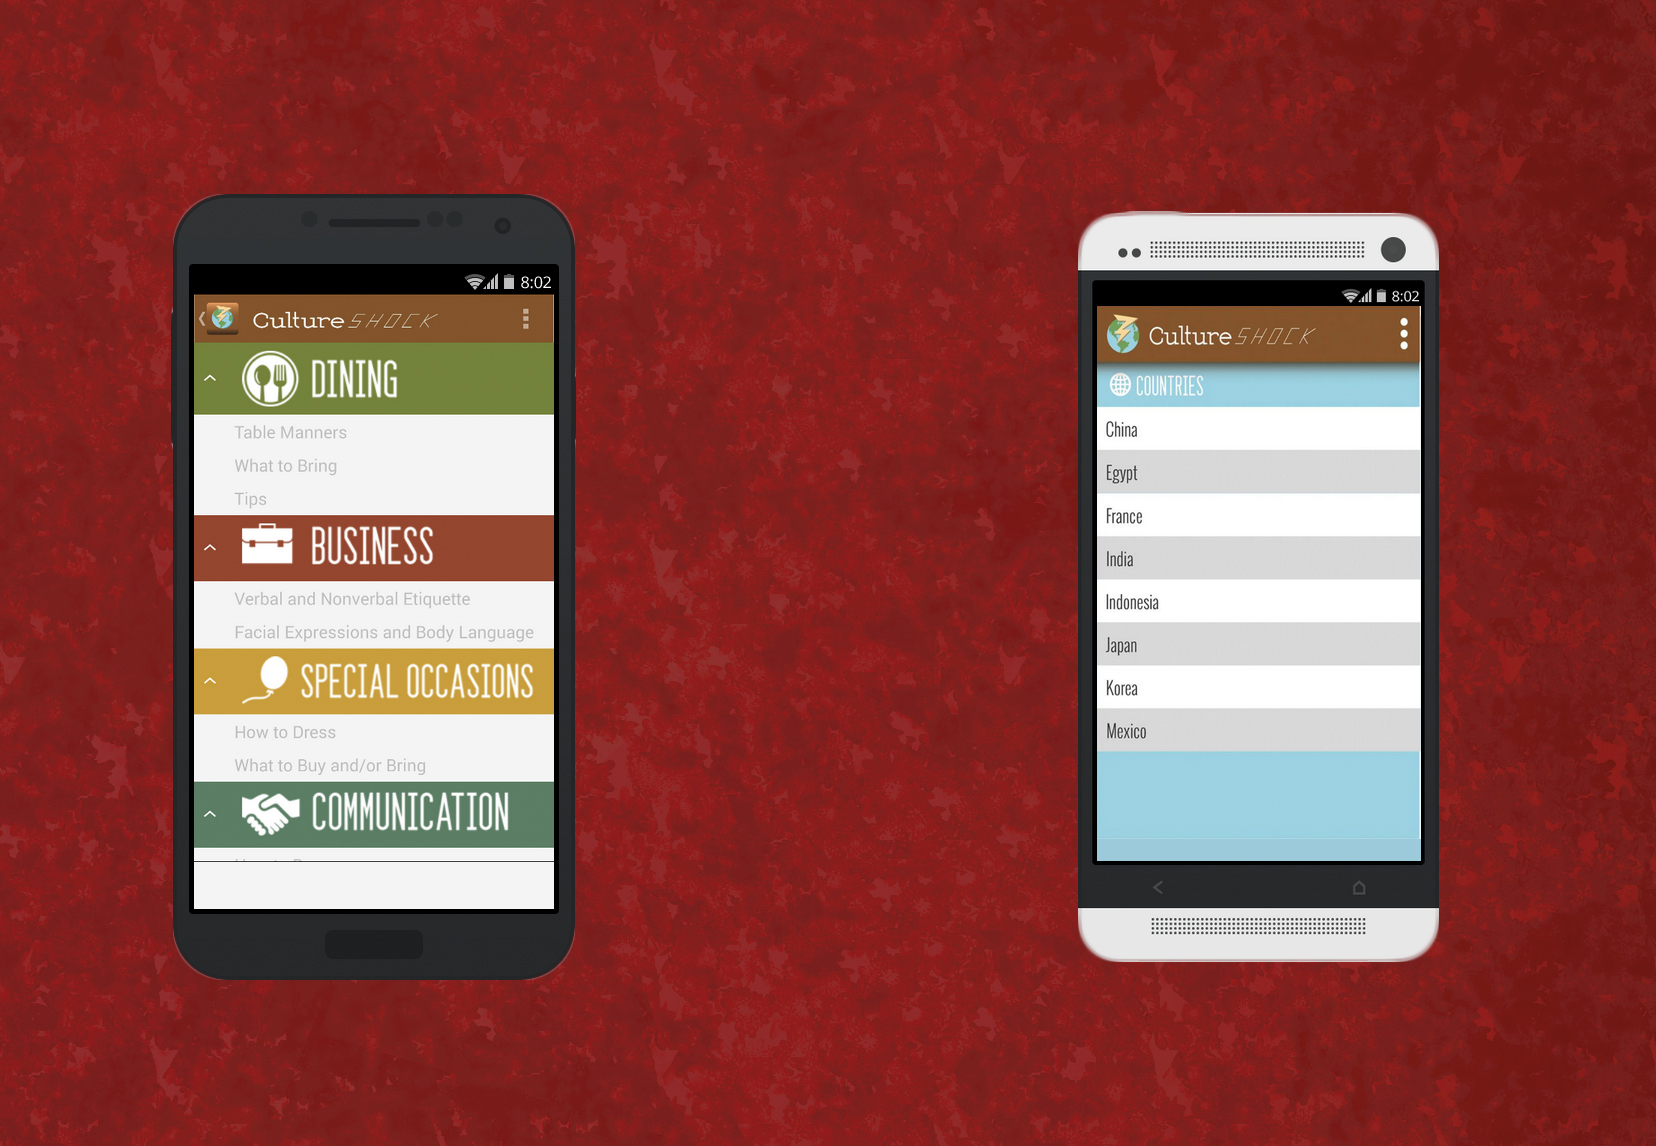 8:02
Culture SHOCK
DINING
Table Manners
What to Bring
Tips
BUSINESS
Verbal and Nonverbal Etiquette
Facial Expressions and Body Language
SPECIAL OCCASIONS
How to Dress
What to Buy and/or Bring
COMMUNICATION
8:02
Culture SHOCK
COUNTRIES
China
Egypt
France
India
Indonesia
Japan
Korea
Mexico